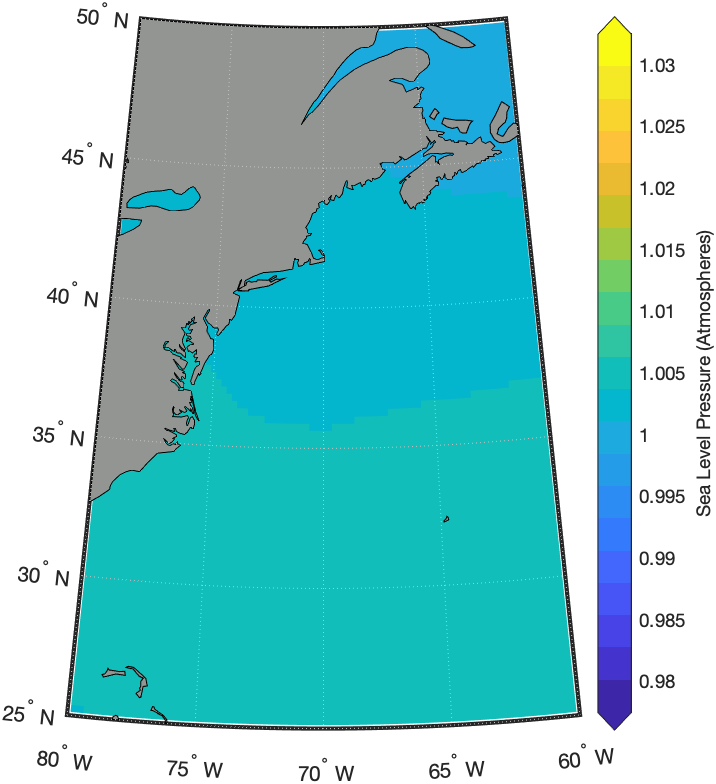 50° N
45° N
40° N
35° N
30° N
25° N
80° W
75° W
70° W
65° W
60° W
1.03
1.025
1.02
1.015
1.01
1.005
1
0.995
0.99
0.985
0.98
Sea Level Pressure (Atmospheres)